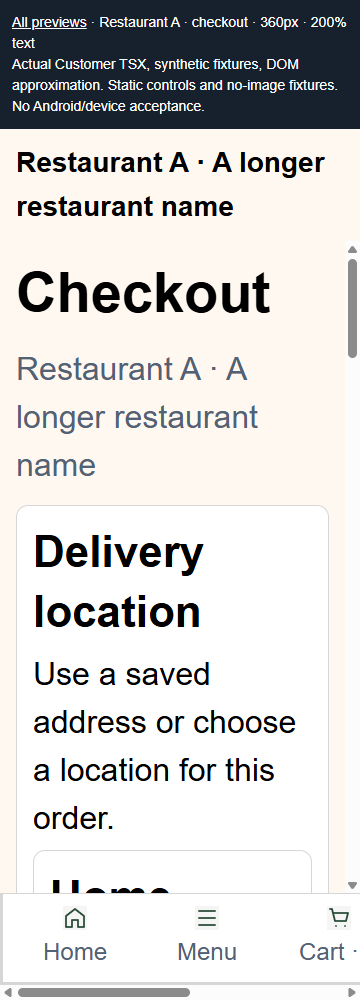 All previews · Restaurant A · checkout · 360px · 200%
text
Actual Customer TSX, synthetic fixtures, DOM
approximation. Static controls and no-image fixtures.
No Android/device acceptance.
Restaurant A · A longer
restaurant name
Checkout
Restaurant A · A
longer restaurant
name
Delivery
location
Use a saved
address or choose
a location for this
order.
Home
Home
Menu
Cart ·